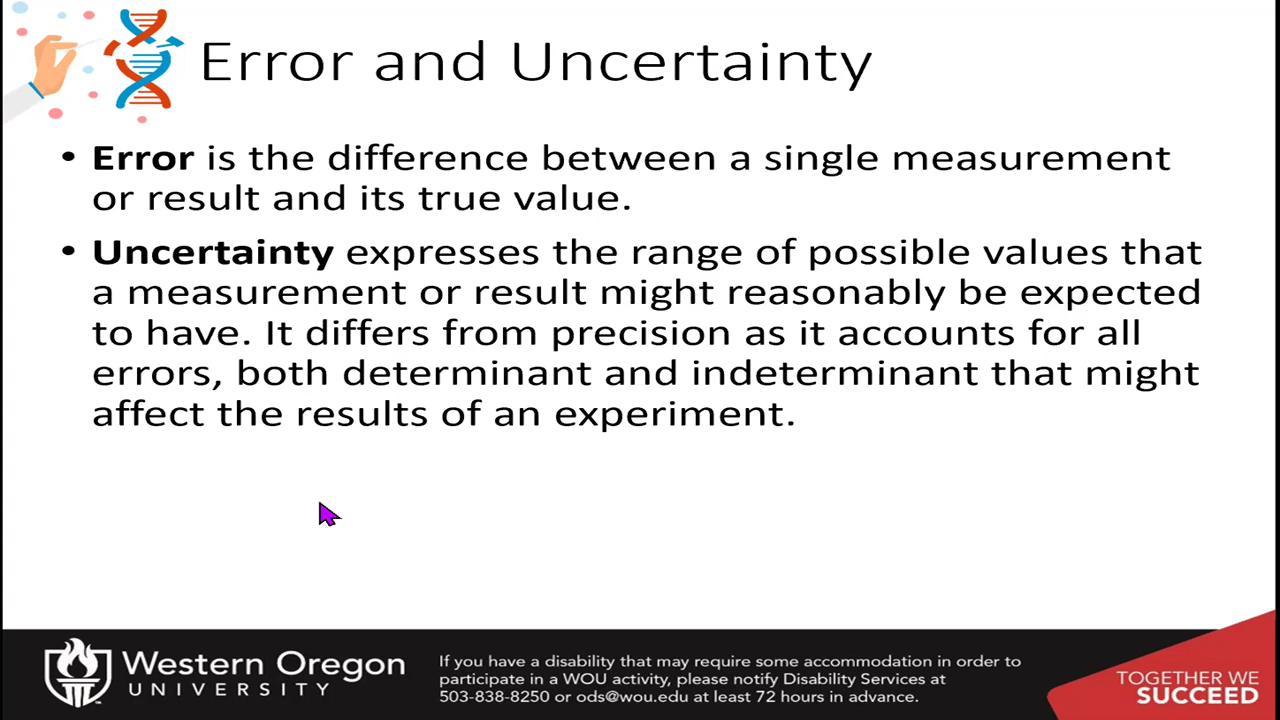 Error and Uncertainty
• Error is the difference between a single measurement
or result and its true value.
• Uncertainty expresses the range of possible values that
a measurement or result might reasonably be expected
to have. It differs from precision as it accounts for all
errors, both determinant and indeterminant that might
affect the results of an experiment.
Western Oregon
UNIVERSITY
If you have a disability that may require some accommodation in order to
participate in a WOU activity, please notify Disability Services at
503-838-8250 or ods@wou.edu at least 72 hours in advance.
TOGETHER WE
SUCCEED